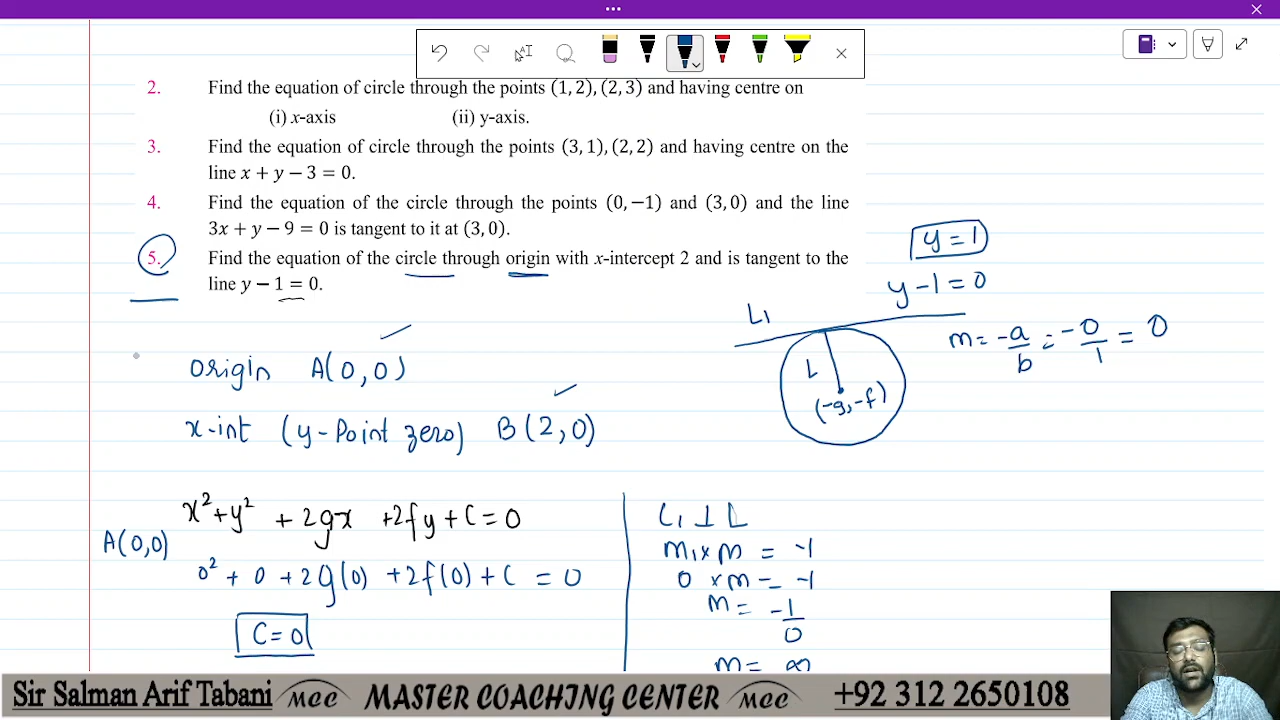 2. Find the equation of circle through the points (1, 2), (2, 3) and having centre on
(i) x-axis (ii) y-axis.
3. Find the equation of circle through the points (3, 1), (2, 2) and having centre on the
line x + y − 3 = 0.
4. Find the equation of the circle through the points (0, −1) and (3, 0) and the line
3x + y − 9 = 0 is tangent to it at (3, 0).
5. Find the equation of the circle through origin with x-intercept 2 and is tangent to the
line y − 1 = 0.
y = 1
y - 1 = 0
L1
m = -a/b = -0/1 = 0
L
(-g, -f)
origin A(0,0)
x-int (y-Point zero) B(2,0)
x² + y² + 2gx + 2fy + C = 0
A(0,0)
0² + 0 + 2g(0) + 2f(0) + C = 0
C = 0
L1 ⊥ L
m1 × m = -1
0 × m = -1
m = -1/0
m = ∞
Sir Salman Arif Tabani MCC MASTER COACHING CENTER MCC +92 312 2650108